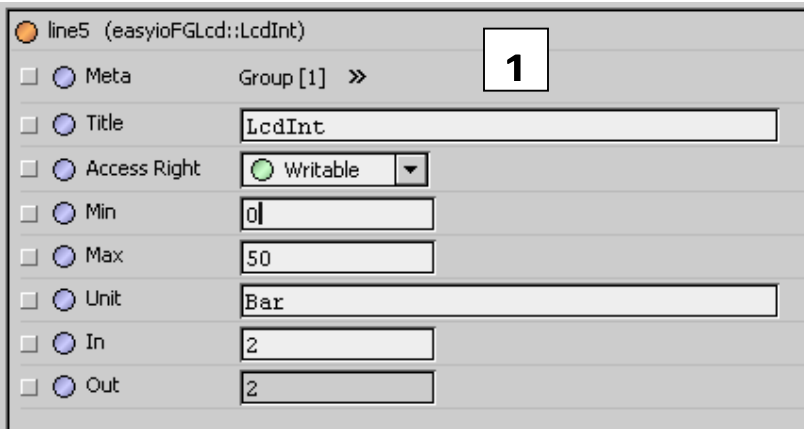 line5 (easyioFGLcd::LcdInt)
1
Meta Group [1] »
Title LcdInt
Access Right Writable
Min 0
Max 50
Unit Bar
In 2
Out 2